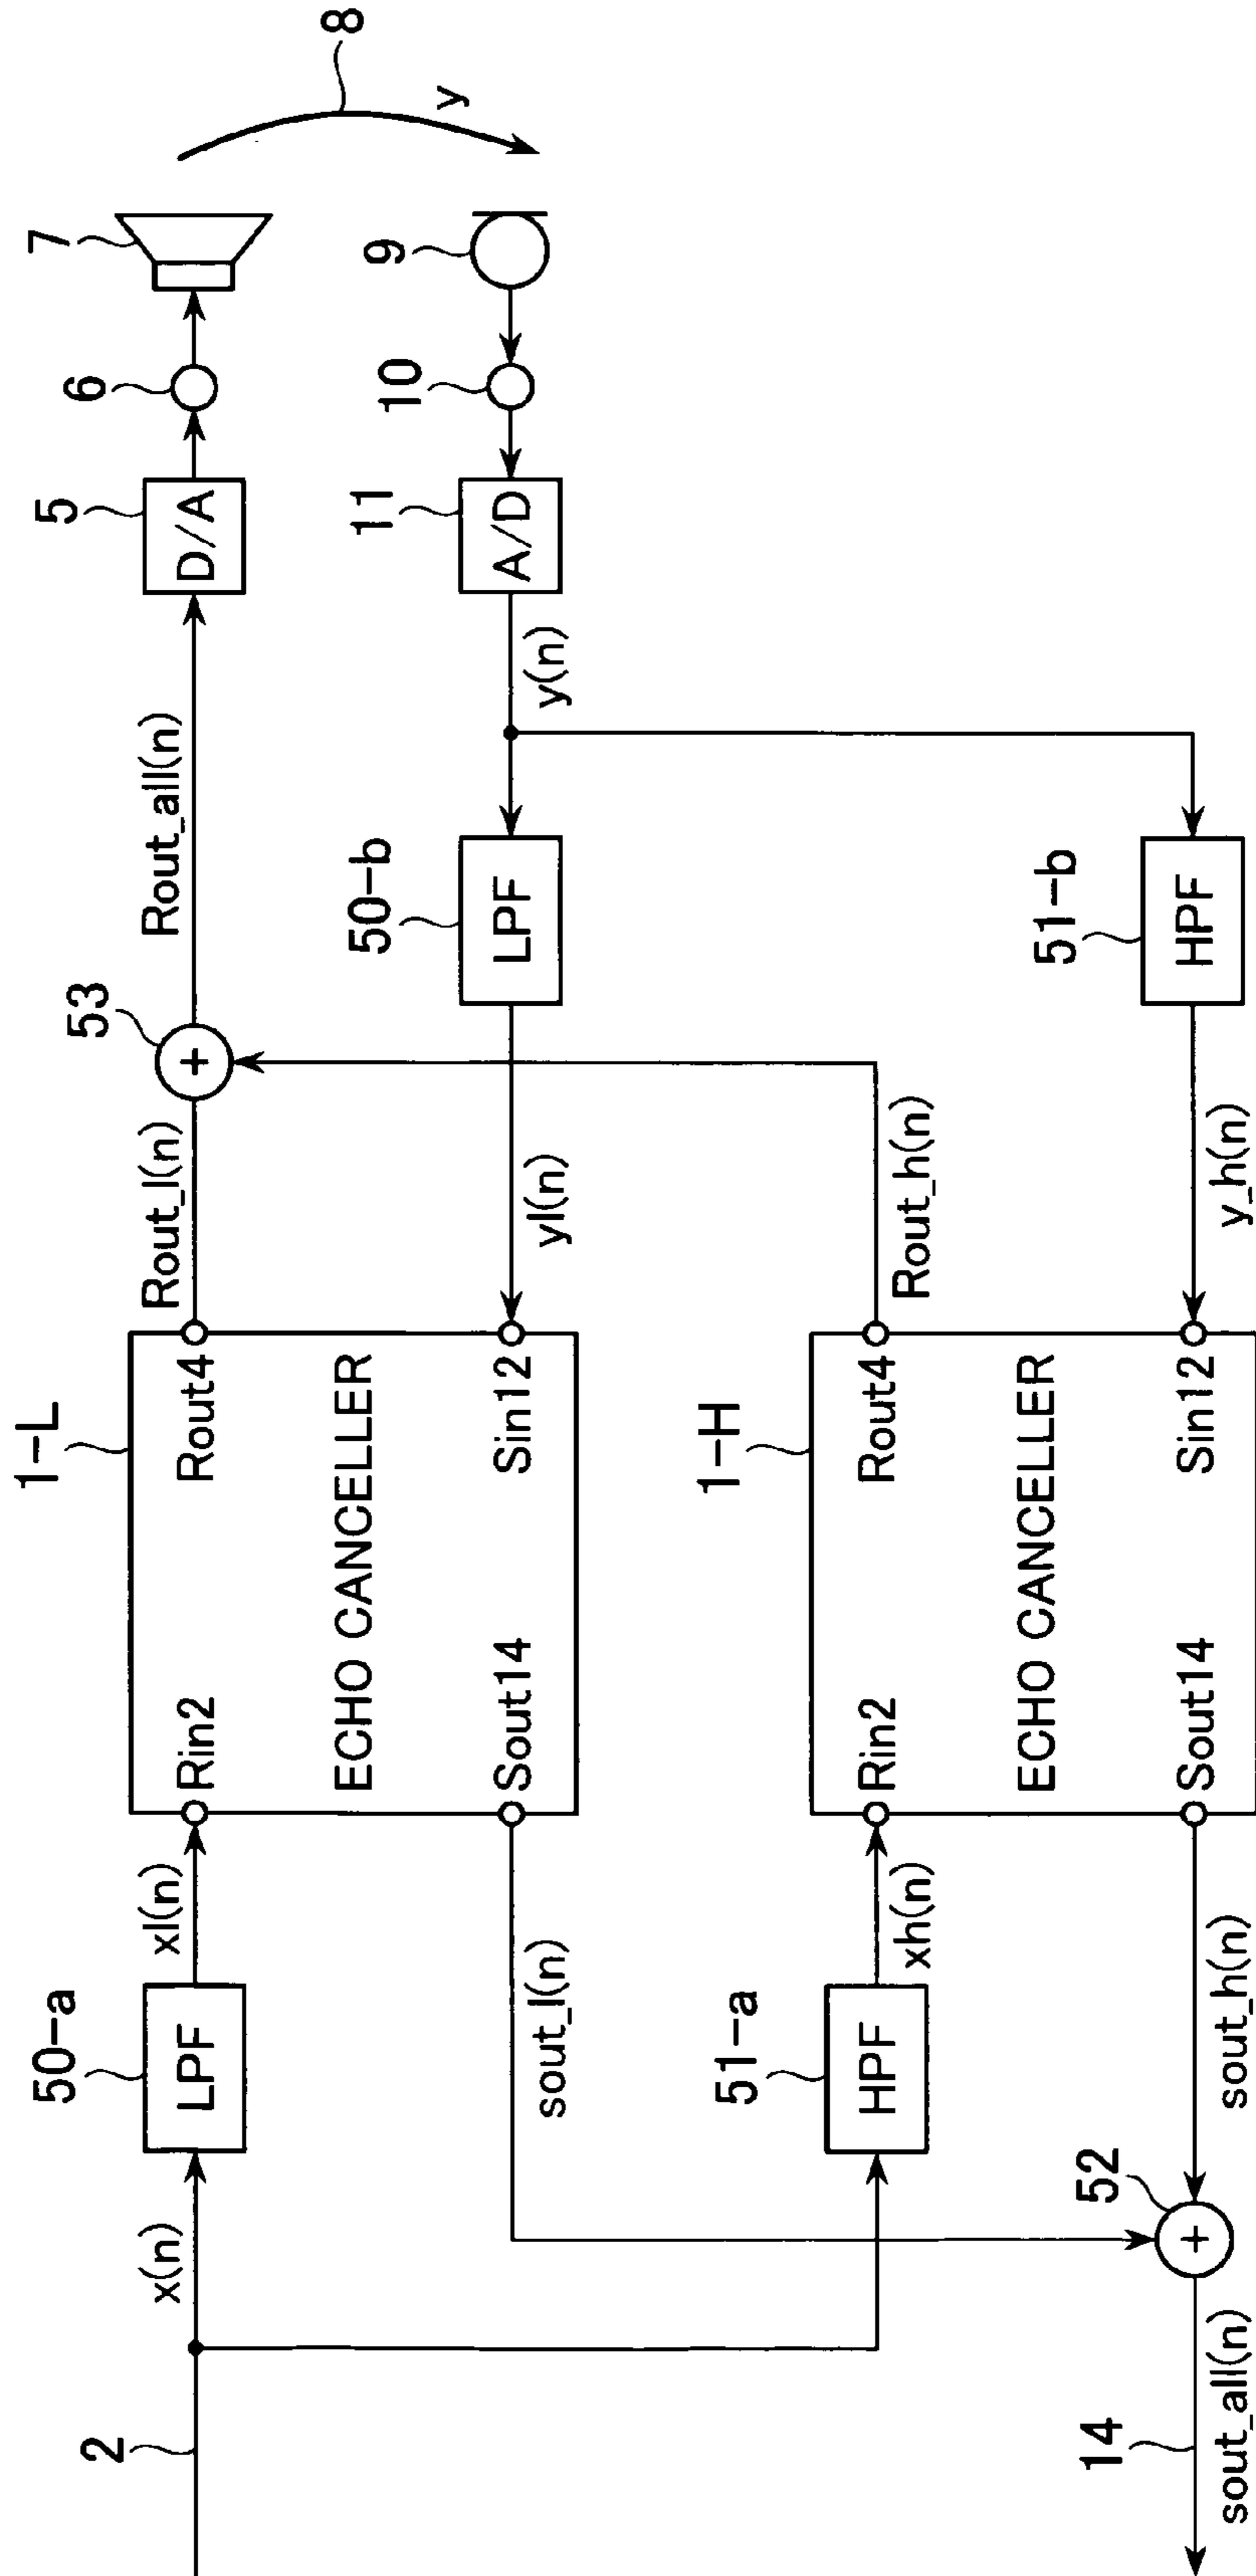 2
x(n)
50-a
LPF
xl(n)
1-L
Rin2
Rout4
ECHO CANCELLER
Sout14
Sin12
Rout_l(n)
53
+
Rout_all(n)
5
D/A
6
7
8
y
9
10
11
A/D
y(n)
50-b
LPF
yl(n)
sout_l(n)
51-a
HPF
xh(n)
1-H
Rin2
Rout4
ECHO CANCELLER
Sout14
Sin12
Rout_h(n)
51-b
HPF
y_h(n)
sout_h(n)
52
+
14
sout_all(n)